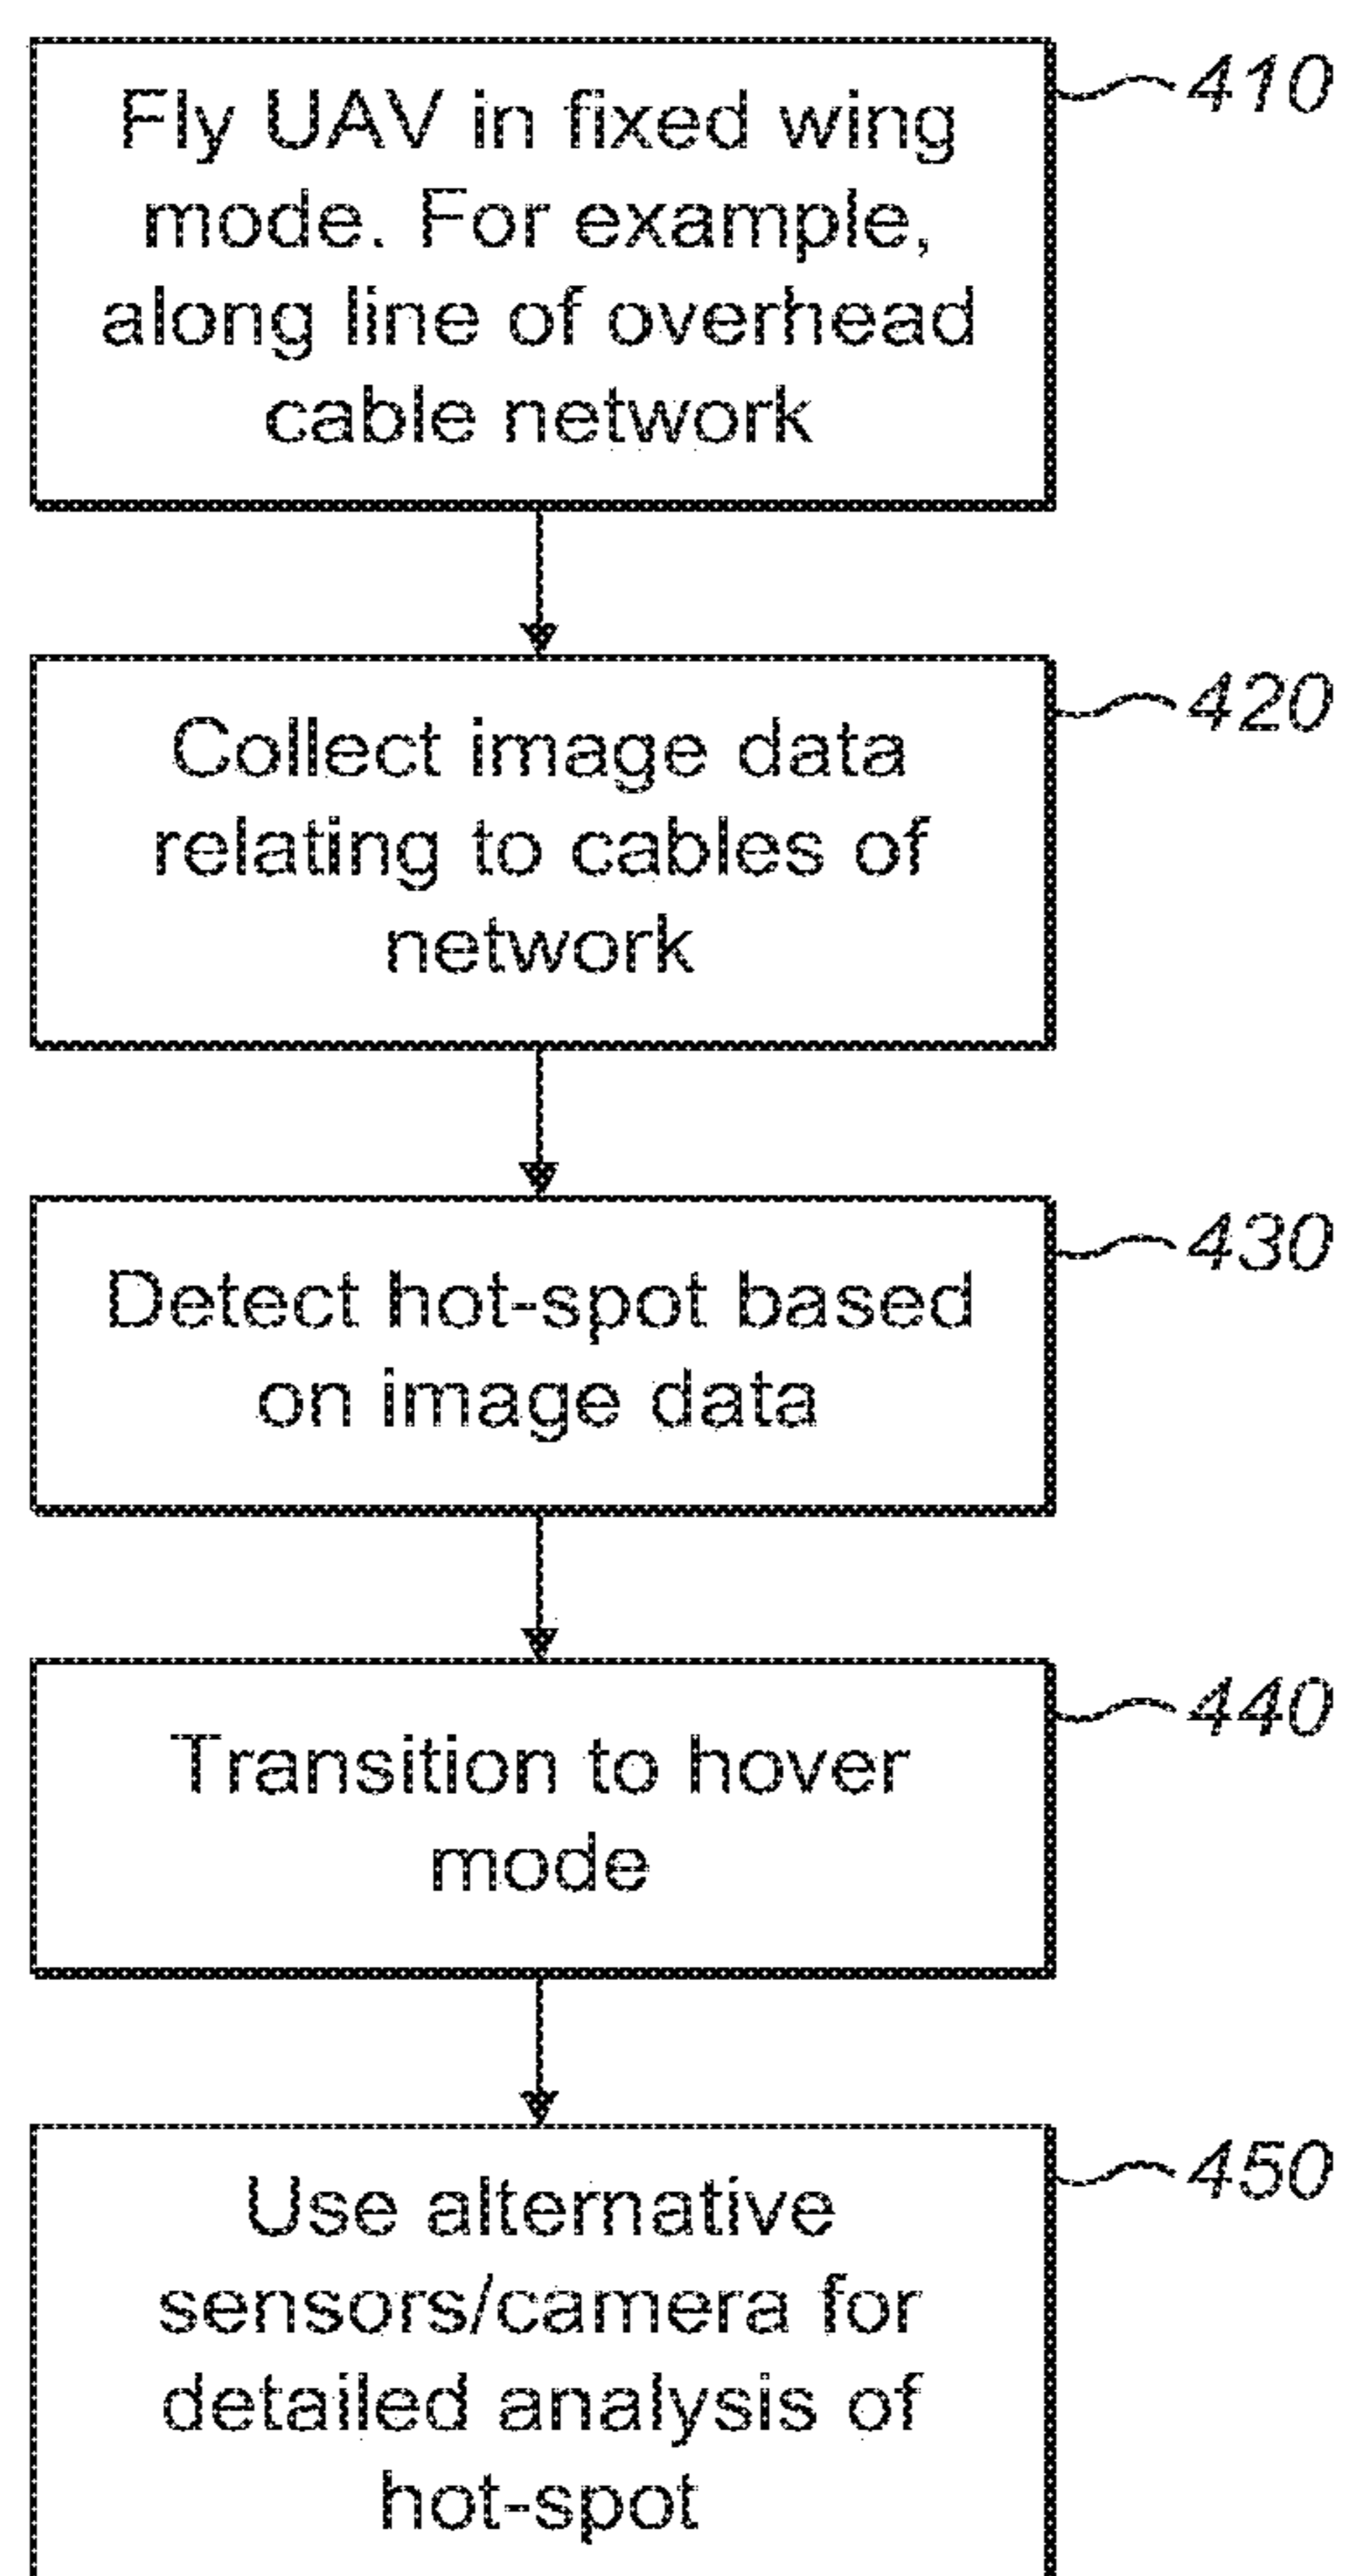 Fly UAV in fixed wing
mode. For example,
along line of overhead
cable network
410
Collect image data
relating to cables of
network
420
Detect hot-spot based
on image data
430
Transition to hover
mode
440
Use alternative
sensors/camera for
detailed analysis of
hot-spot
450